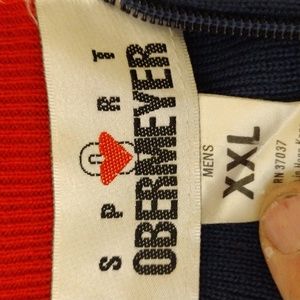 SPORT
OBERMEYER
MENS
XXL
RN 37037